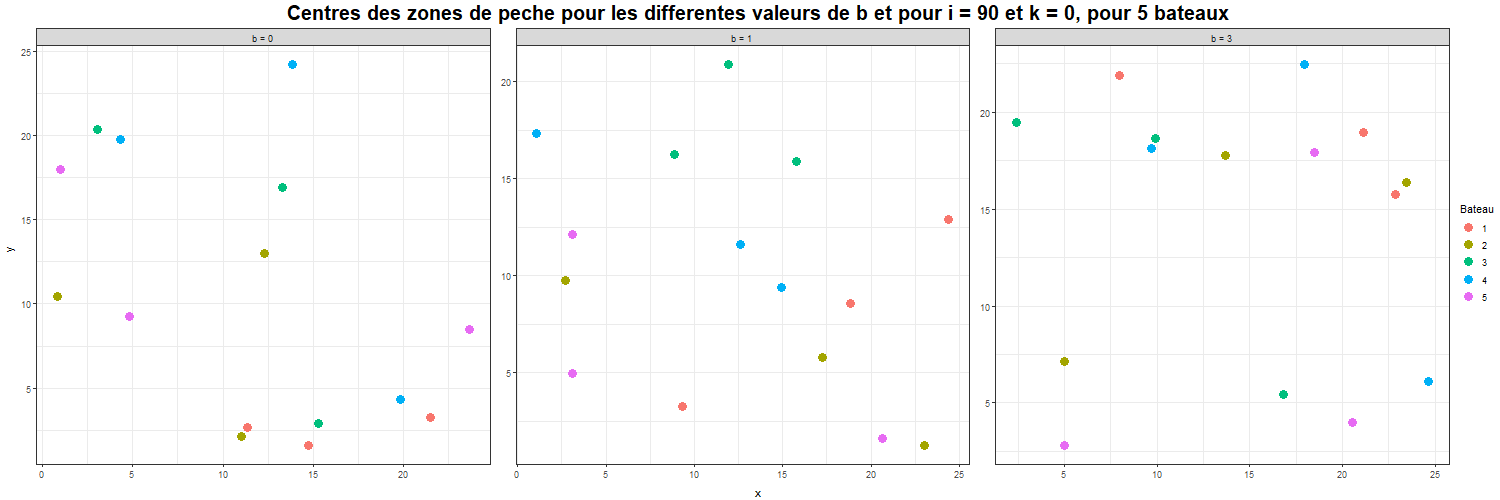 Centres des zones de peche pour les differentes valeurs de b et pour i = 90 et k = 0, pour 5 bateaux
b = 0
b = 1
b = 3
25
20
15
10
5
0 5 10 15 20
20
15
10
5
0 5 10 15 20 25
20
15
10
5
5 10 15 20 25
y
x
Bateau
1
2
3
4
5